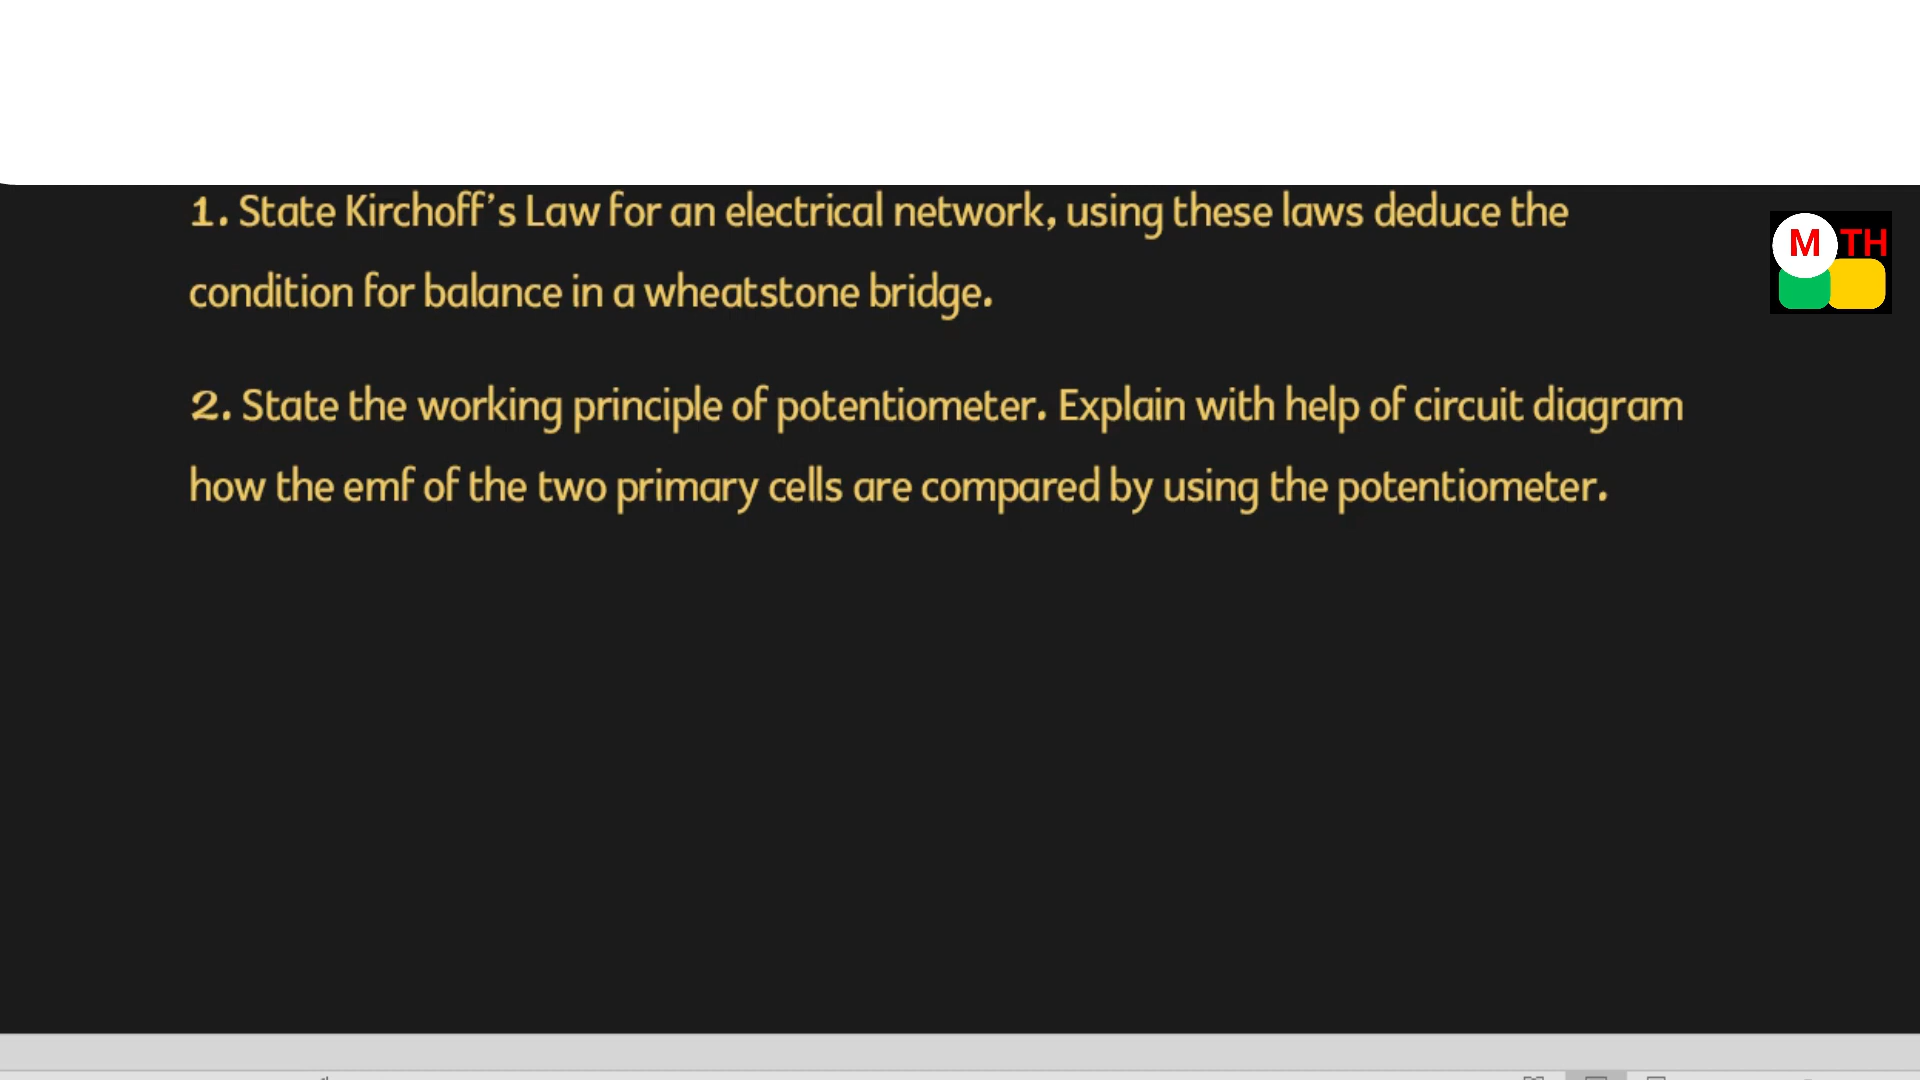 1. State Kirchoff’s Law for an electrical network, using these laws deduce the
condition for balance in a wheatstone bridge.
M TH
2. State the working principle of potentiometer. Explain with help of circuit diagram
how the emf of the two primary cells are compared by using the potentiometer.